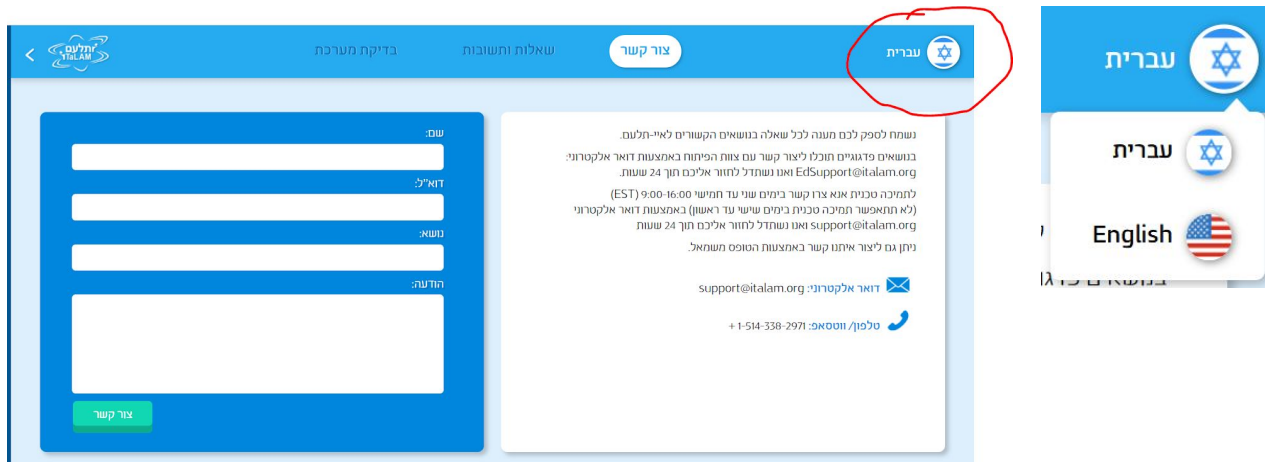 עברית
צור קשר
שאלות ותשובות
בדיקת מערכת
יותלעם
iTaLAM
נשמח לספק לכם מענה לכל שאלה בנושאים הקשורים לאיי-תלעם.
בנושאים פדגוגיים תוכלו ליצור קשר עם צוות הפיתוח באמצעות דואר אלקטרוני:
EdSupport@italam.org ואנו נשתדל לחזור אליכם תוך 24 שעות.
לתמיכה טכנית אנא צרו קשר בימים שני עד חמישי 9:00-16:00 (EST)
(לא תתאפשר תמיכה טכנית בימים שישי עד ראשון) באמצעות דואר אלקטרוני
support@italam.org ואנו נשתדל לחזור אליכם תוך 24 שעות
ניתן גם ליצור איתנו קשר באמצעות הטופס משמאל.
דואר אלקטרוני: support@italam.org
טלפון/ ווטסאפ: 1-514-338-2971 +
שם:
דוא"ל:
נושא:
הודעה:
צור קשר
עברית
עברית
English